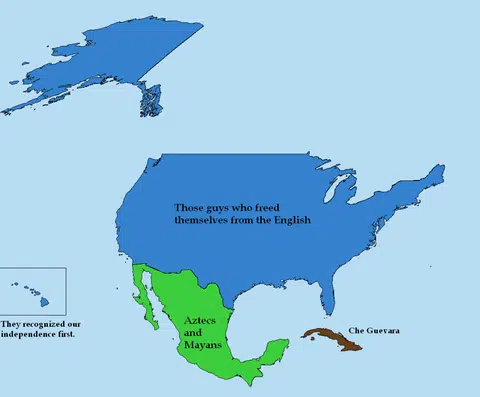 Those guys who freed
themselves from the English
They recognized our
independence first.
Aztecs
and
Mayans
Che Guevara